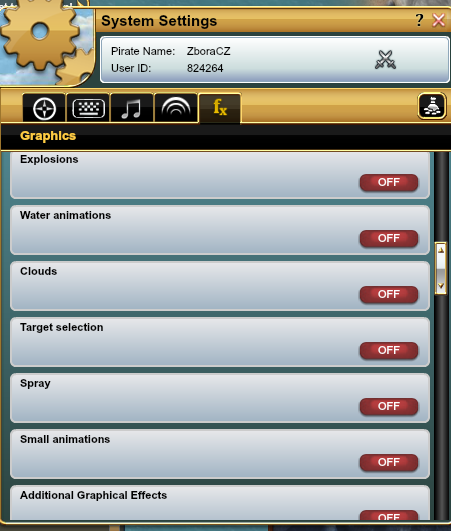 System Settings
?
Pirate Name: ZboraCZ
User ID: 824264
fx
Graphics
Explosions
OFF
Water animations
OFF
Clouds
OFF
Target selection
OFF
Spray
OFF
Small animations
OFF
Additional Graphical Effects
OFF